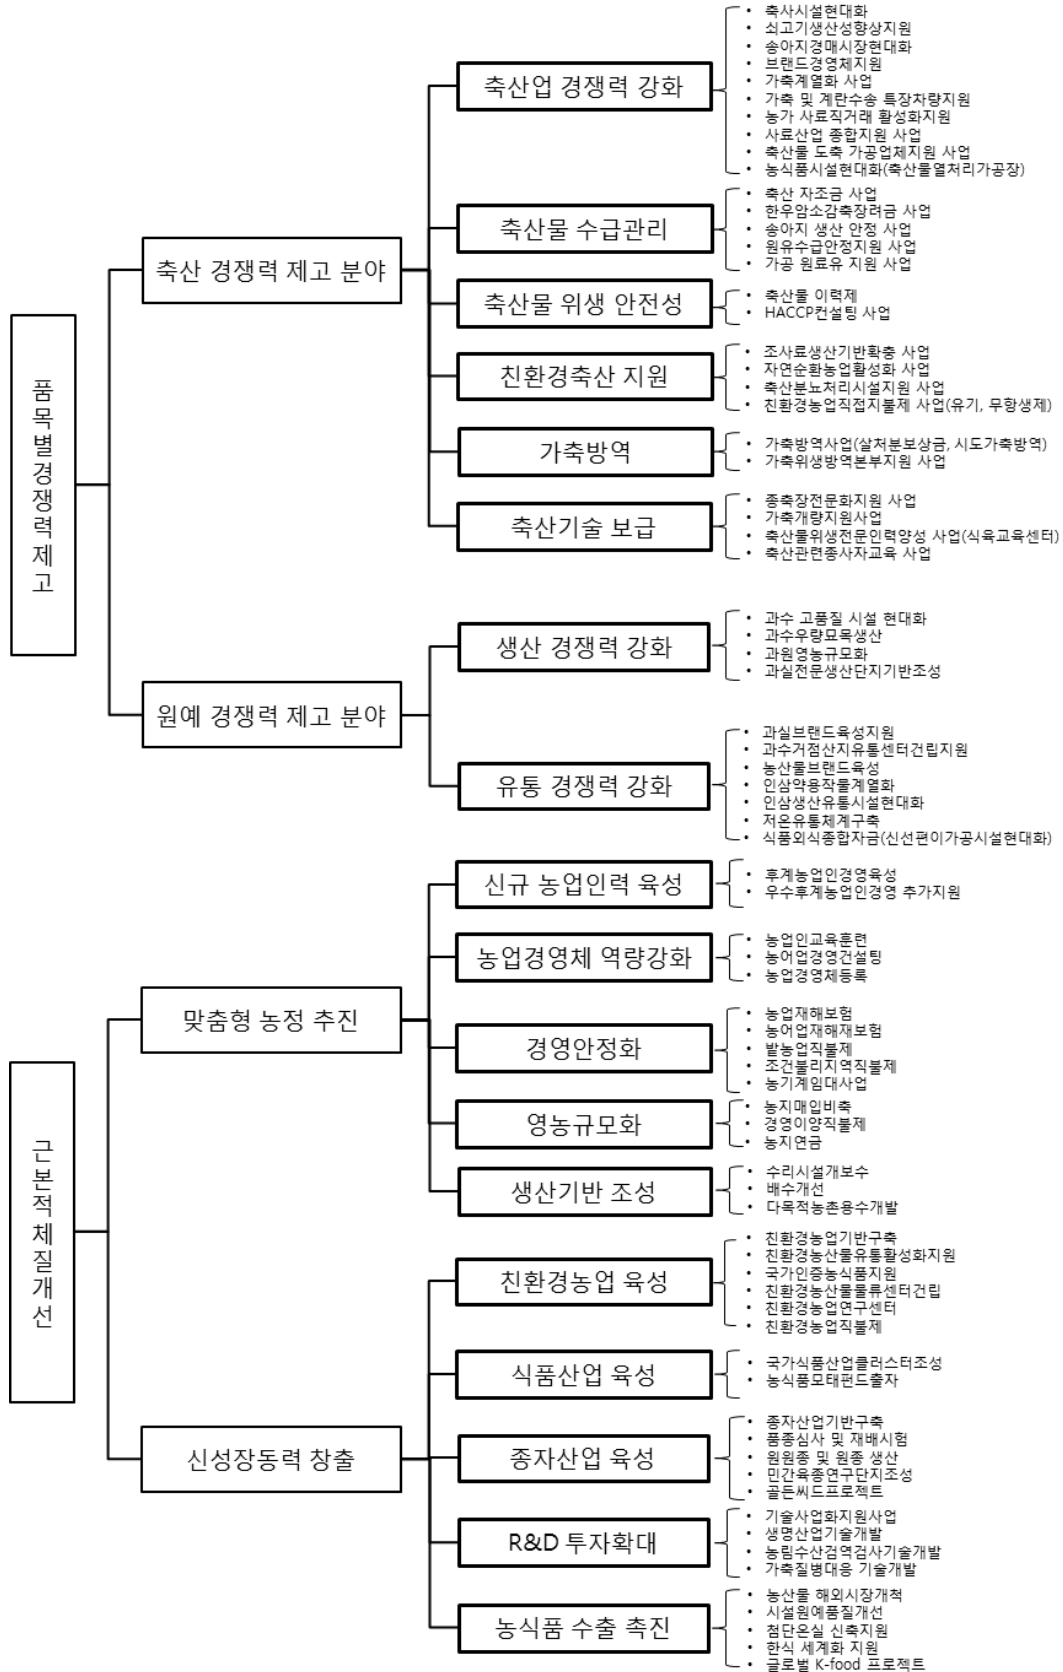 품목별경쟁력제고
축산 경쟁력 제고 분야
축산업 경쟁력 강화
• 축사시설현대화
• 쇠고기생산성향상지원
• 송아지경매시장현대화
• 브랜드경영체지원
• 가축계열화 사업
• 가축 및 계란수송 특장차량지원
• 농가 사료직거래 활성화지원
• 사료산업 종합지원 사업
• 축산물 도축 가공업체지원 사업
• 농식품시설현대화(축산물열처리가공장)
축산물 수급관리
• 축산 자조금 사업
• 한우암소감축장려금 사업
• 송아지 생산 안정 사업
• 원유수급안정지원 사업
• 가공 원료유 지원 사업
축산물 위생 안전성
• 축산물 이력제
• HACCP컨설팅 사업
친환경축산 지원
• 조사료생산기반확충 사업
• 자연순환농업활성화 사업
• 축산분뇨처리시설지원 사업
• 친환경농업직접지불제 사업(유기, 무항생제)
가축방역
• 가축방역사업(살처분보상금, 시도가축방역)
• 가축위생방역본부지원 사업
축산기술 보급
• 종축장전문화지원 사업
• 가축개량지원사업
• 축산물위생전문인력양성 사업(식육교육센터)
• 축산관련종사자교육 사업
원예 경쟁력 제고 분야
생산 경쟁력 강화
• 과수 고품질 시설 현대화
• 과수우량묘목생산
• 과원영농규모화
• 과실전문생산단지기반조성
유통 경쟁력 강화
• 과실브랜드육성지원
• 과수거점산지유통센터건립지원
• 농산물브랜드육성
• 인삼약용작물계열화
• 인삼생산유통시설현대화
• 저온유통체계구축
• 식품외식종합자금(신선편이가공시설현대화)
근본적체질개선
맞춤형 농정 추진
신규 농업인력 육성
• 후계농업인경영육성
• 우수후계농업인경영 추가지원
농업경영체 역량강화
• 농업인교육훈련
• 농어업경영컨설팅
• 농업경영체등록
경영안정화
• 농업재해보험
• 농어업재해재보험
• 밭농업직불제
• 조건불리지역직불제
• 농기계임대사업
영농규모화
• 농지매입비축
• 경영이양직불제
• 농지연금
생산기반 조성
• 수리시설개보수
• 배수개선
• 다목적농촌용수개발
신성장동력 창출
친환경농업 육성
• 친환경농업기반구축
• 친환경농산물유통활성화지원
• 국가인증농식품지원
• 친환경농산물물류센터건립
• 친환경농업연구센터
• 친환경농업직불제
식품산업 육성
• 국가식품산업클러스터조성
• 농식품모태펀드출자
종자산업 육성
• 종자산업기반구축
• 품종심사 및 재배시험
• 원원종 및 원종 생산
• 민간육종연구단지조성
• 골든씨드프로젝트
R&D 투자확대
• 기술사업화지원사업
• 생명산업기술개발
• 농림수산검역검사기술개발
• 가축질병대응 기술개발
농식품 수출 촉진
• 농산물 해외시장개척
• 시설원예품질개선
• 첨단온실 신축지원
• 한식 세계화 지원
• 글로벌 K-food 프로젝트